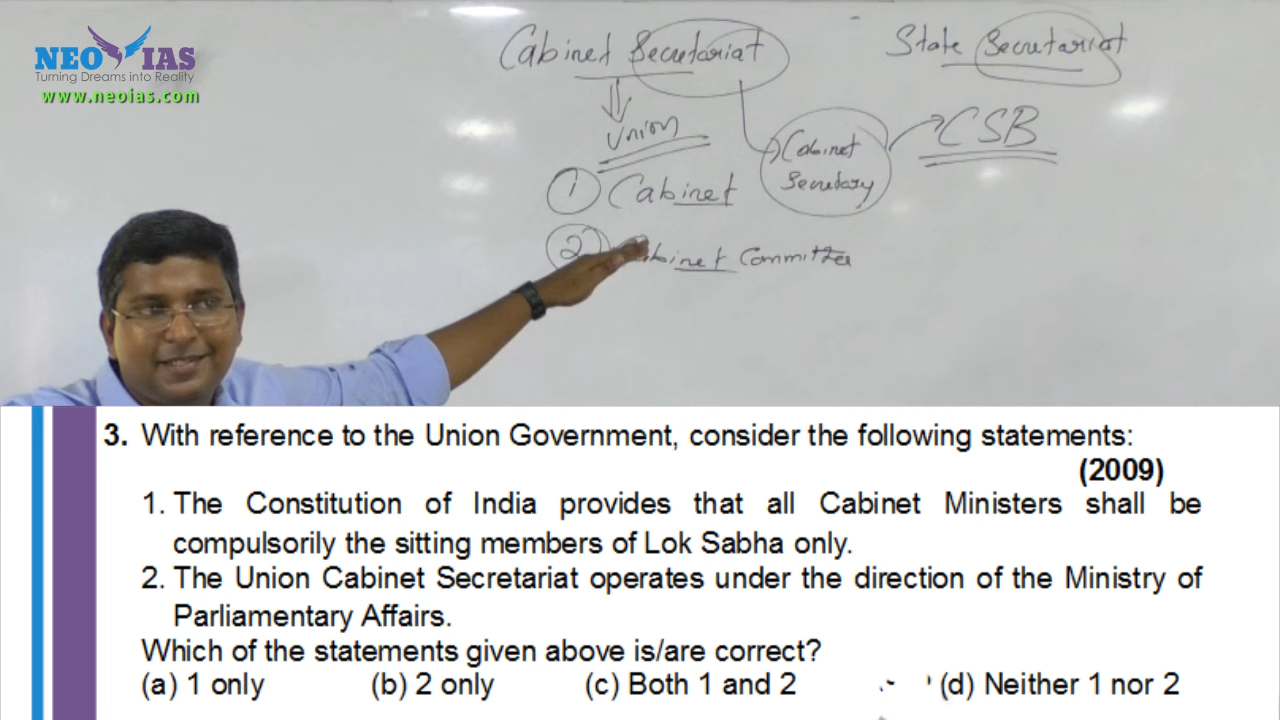 NEO IAS
Turning Dreams into Reality
www.neoias.com
Cabinet Secretariat
State Secretariat
Union
Cabinet
Secretary
CSB
1 Cabinet
2 Cabinet Committee
3. With reference to the Union Government, consider the following statements:
(2009)
1. The Constitution of India provides that all Cabinet Ministers shall be
compulsorily the sitting members of Lok Sabha only.
2. The Union Cabinet Secretariat operates under the direction of the Ministry of
Parliamentary Affairs.
Which of the statements given above is/are correct?
(a) 1 only (b) 2 only (c) Both 1 and 2 (d) Neither 1 nor 2